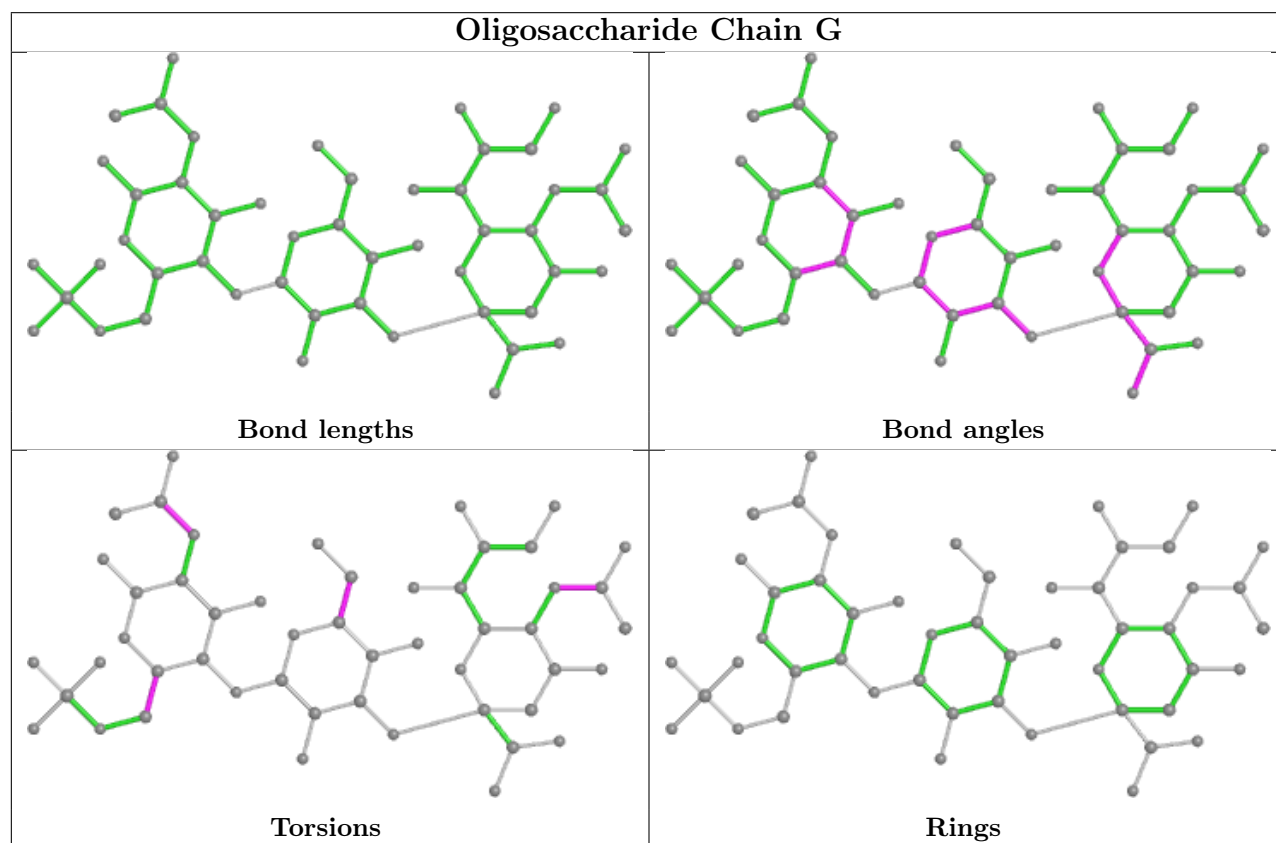 Oligosaccharide Chain G
Bond lengths
Bond angles
Torsions
Rings